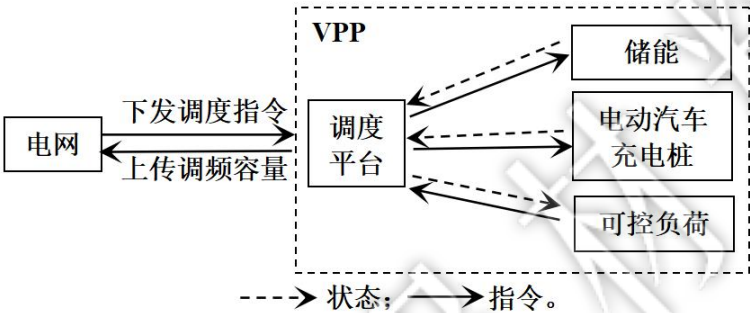 VPP
储能
下发调度指令
电网
上传调频容量
调度
平台
电动汽车
充电桩
可控负荷
状态；
指令。